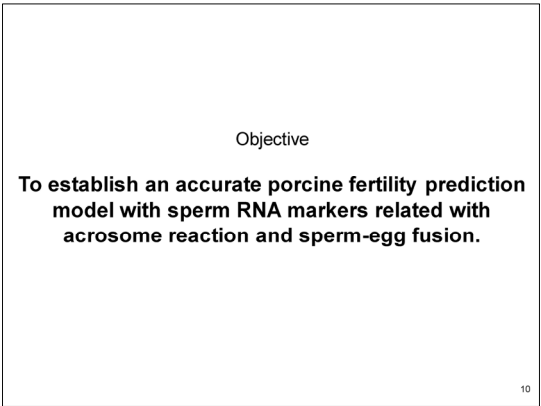 Objective
To establish an accurate porcine fertility prediction
model with sperm RNA markers related with
acrosome reaction and sperm-egg fusion.
10